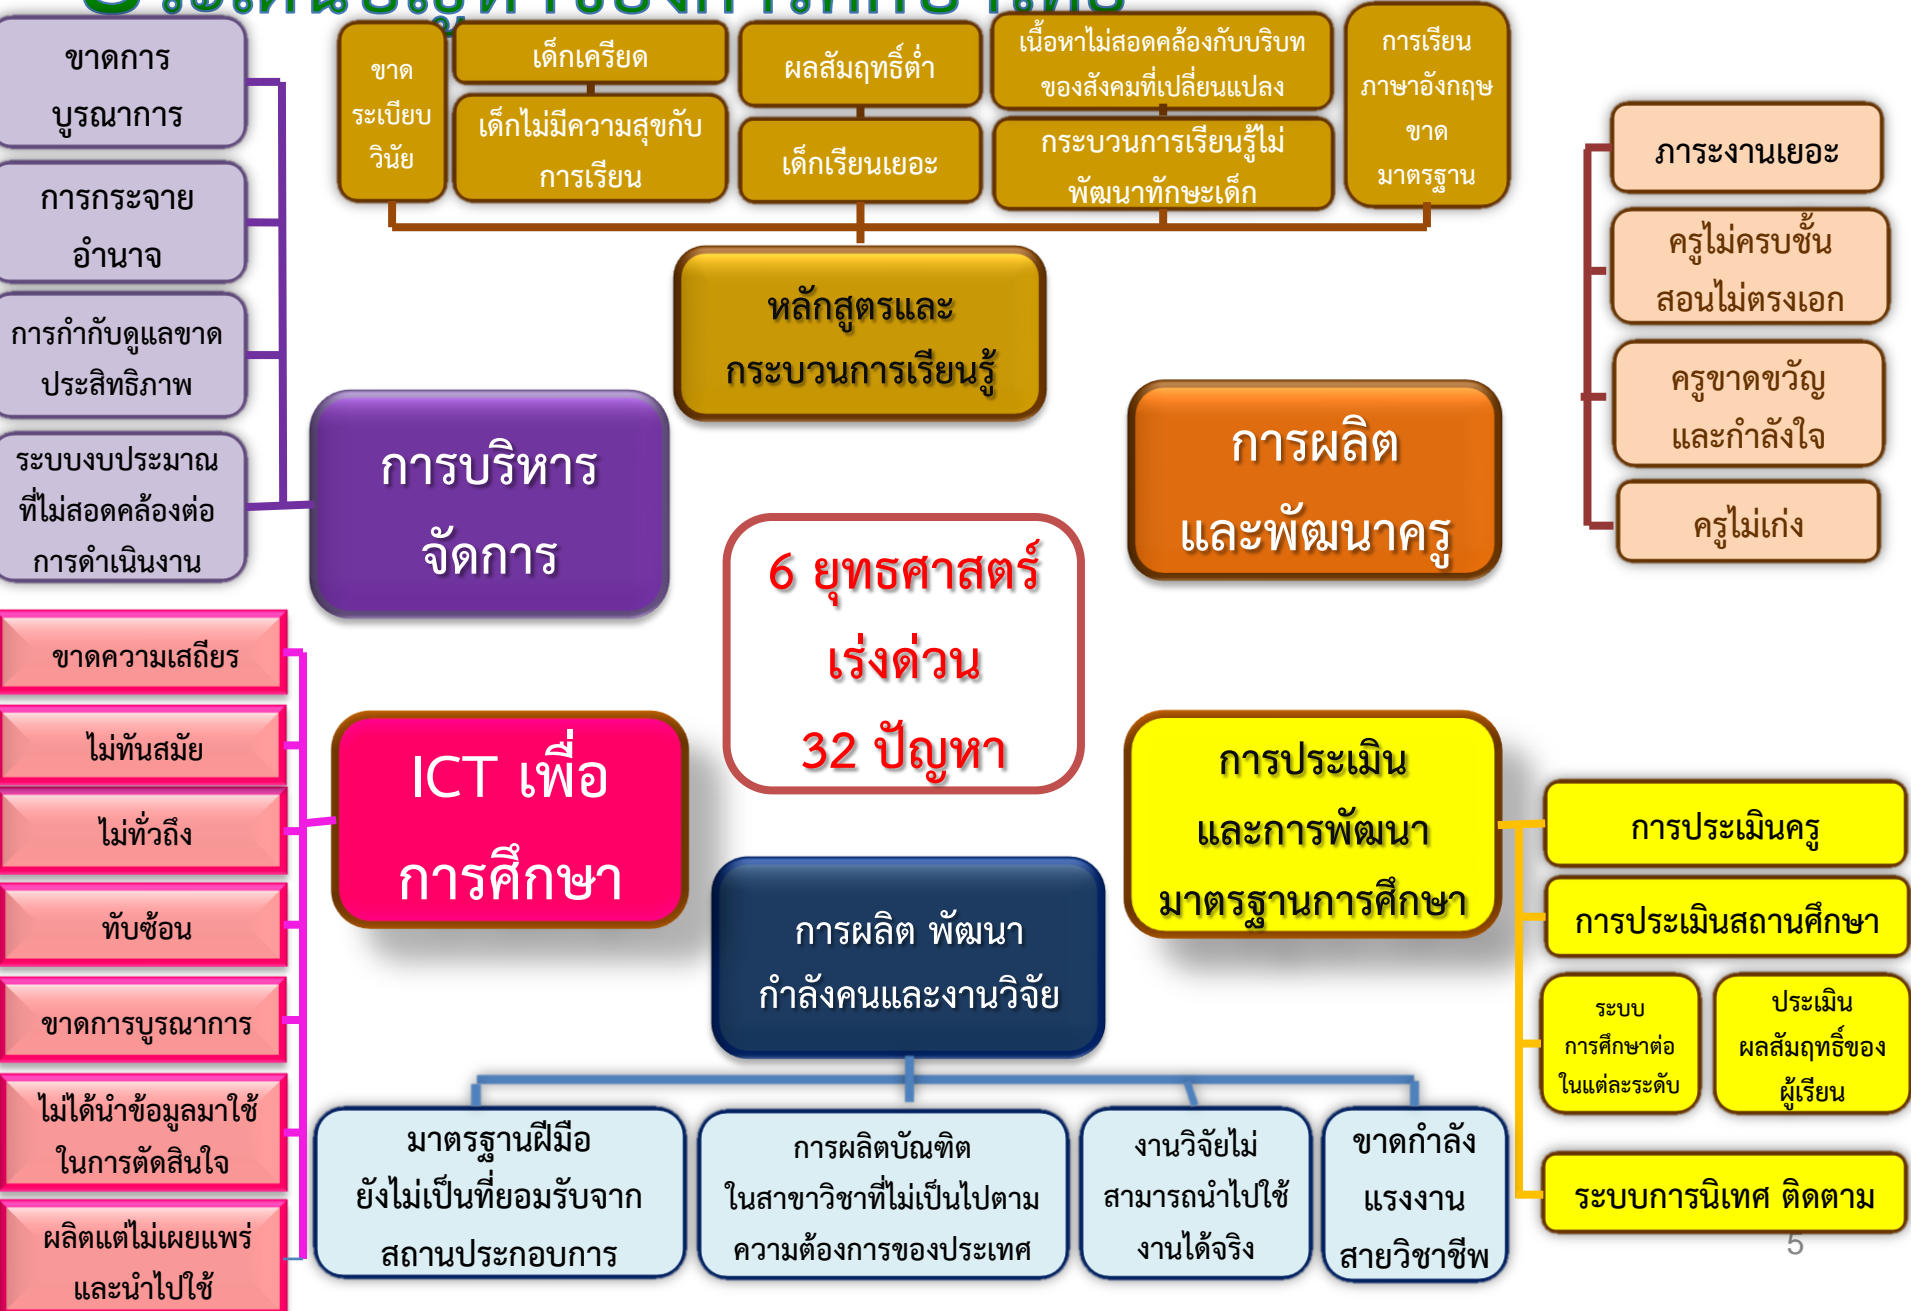 ขาดการ
บูรณาการ
การกระจาย
อำนาจ
การกำกับดูแลขาด
ประสิทธิภาพ
ระบบงบประมาณ
ที่ไม่สอดคล้องต่อ
การดำเนินงาน
การบริหาร
จัดการ
ขาด
ระเบียบ
วินัย
เด็กเครียด
เด็กไม่มีความสุขกับ
การเรียน
ผลสัมฤทธิ์ต่ำ
เด็กเรียนเยอะ
เนื้อหาไม่สอดคล้องกับบริบท
ของสังคมที่เปลี่ยนแปลง
กระบวนการเรียนรู้ไม่
พัฒนาทักษะเด็ก
การเรียน
ภาษาอังกฤษ
ขาด
มาตรฐาน
หลักสูตรและ
กระบวนการเรียนรู้
การผลิต
และพัฒนาครู
ภาระงานเยอะ
ครูไม่ครบชั้น
สอนไม่ตรงเอก
ครูขาดขวัญ
และกำลังใจ
ครูไม่เก่ง
6 ยุทธศาสตร์
เร่งด่วน
32 ปัญหา
ขาดความเสถียร
ไม่ทันสมัย
ไม่ทั่วถึง
ทับซ้อน
ขาดการบูรณาการ
ไม่ได้นำข้อมูลมาใช้
ในการตัดสินใจ
ผลิตแต่ไม่เผยแพร่
และนำไปใช้
ICT เพื่อ
การศึกษา
การผลิต พัฒนา
กำลังคนและงานวิจัย
มาตรฐานฝีมือ
ยังไม่เป็นที่ยอมรับจาก
สถานประกอบการ
การผลิตบัณฑิต
ในสาขาวิชาที่ไม่เป็นไปตาม
ความต้องการของประเทศ
งานวิจัยไม่
สามารถนำไปใช้
งานได้จริง
ขาดกำลัง
แรงงาน
สายวิชาชีพ
การประเมิน
และการพัฒนา
มาตรฐานการศึกษา
การประเมินครู
การประเมินสถานศึกษา
ระบบ
การศึกษาต่อ
ในแต่ละระดับ
ประเมิน
ผลสัมฤทธิ์ของ
ผู้เรียน
ระบบการนิเทศ ติดตาม
5